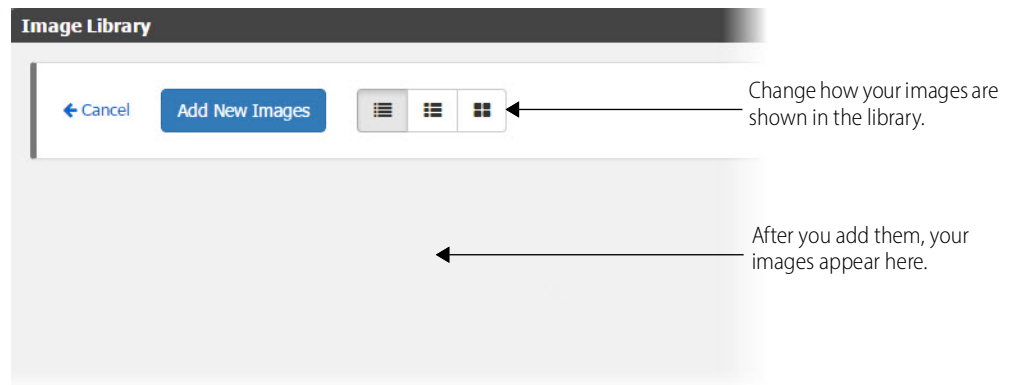 Image Library
Cancel Add New Images
Change how your images are
shown in the library.
After you add them, your
images appear here.